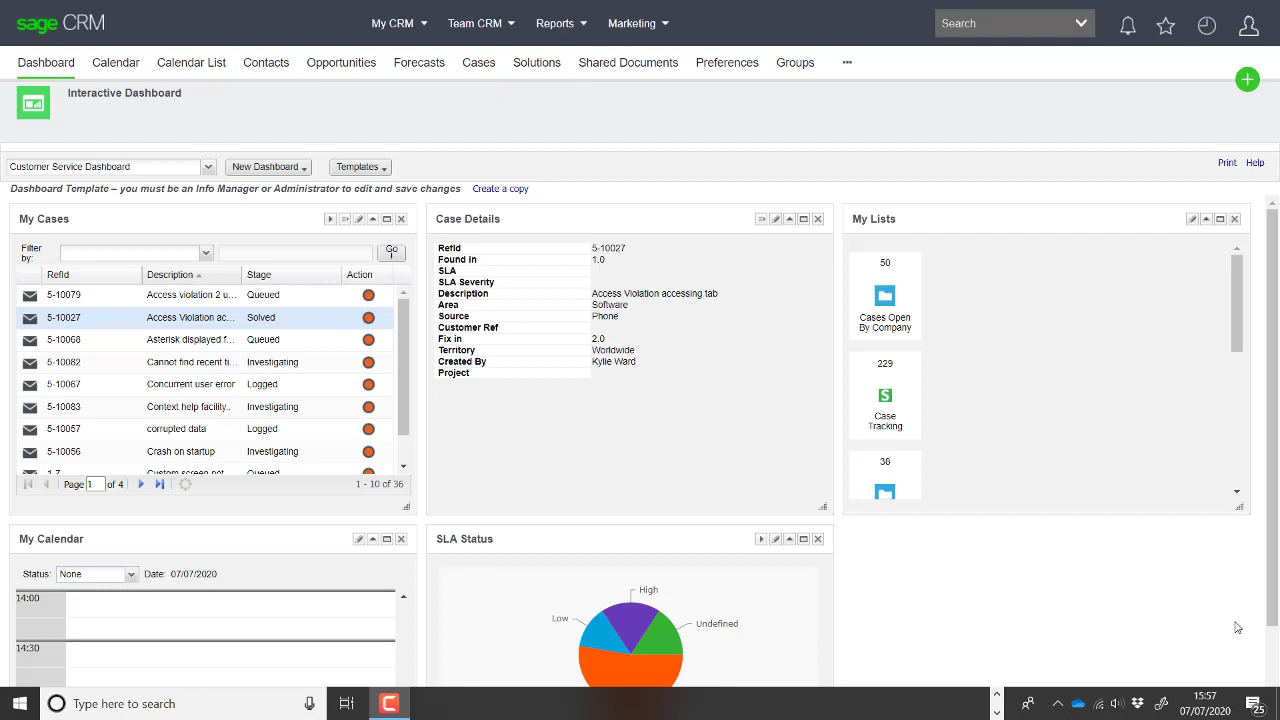 sage CRM
My CRM
Team CRM
Reports
Marketing
Search
Dashboard
Calendar
Calendar List
Contacts
Opportunities
Forecasts
Cases
Solutions
Shared Documents
Preferences
Groups
Interactive Dashboard
Customer Service Dashboard
New Dashboard
Templates
Print
Help
Dashboard Template – you must be an Info Manager or Administrator to edit and save changes Create a copy
My Cases
Filter by:
Go
RefId Description Stage Action
5-10079 Access violation 2 u... Queued
5-10027 Access Violation ac... Solved
5-10068 Asterisk displayed f... Queued
5-10082 Cannot find recent ti... Investigating
5-10067 Concurrent user error Logged
5-10083 Context help facility.. Investigating
5-10057 corrupted data Logged
5-10056 Crash on startup Investigating
Page 1 of 4
1 - 10 of 36
Case Details
RefId 5-10027
Found in 1.0
SLA
SLA Severity
Description Access Violation accessing tab
Area Software
Source Phone
Customer Ref
Fix in 2.0
Territory Worldwide
Created By Kylie Ward
Project
My Lists
50
Cases Open
By Company
229
Case
Tracking
36
My Calendar
Status: None Date: 07/07/2020
14:00
14:30
SLA Status
High
Low
Undefined
Type here to search
15:57
07/07/2020
25